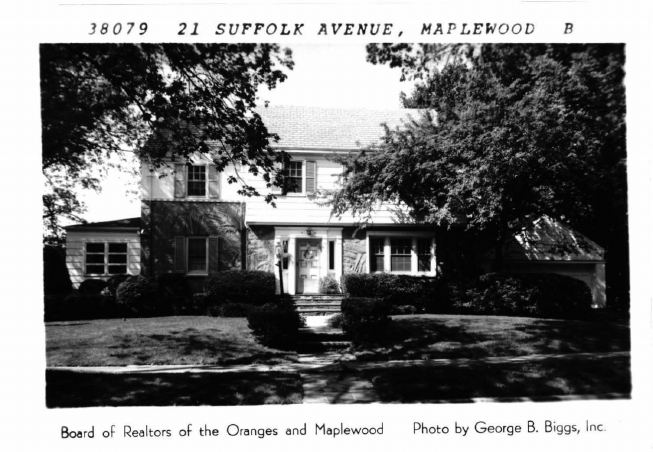 38079 21 SUFFOLK AVENUE, MAPLEWOOD B
Board of Realtors of the Oranges and Maplewood Photo by George B. Biggs, Inc.